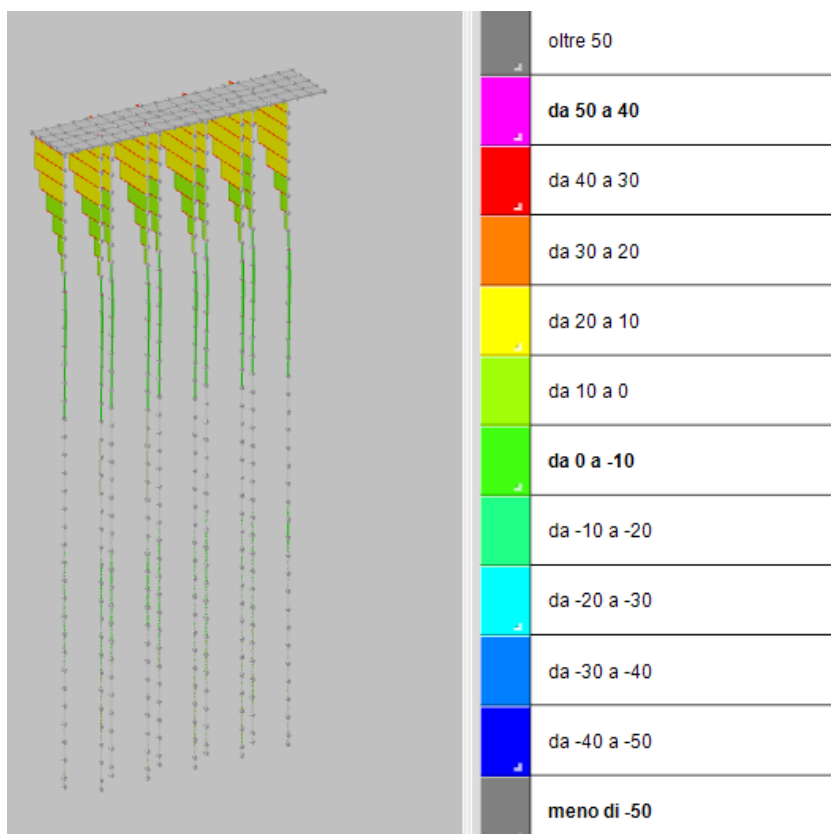 oltre 50
da 50 a 40
da 40 a 30
da 30 a 20
da 20 a 10
da 10 a 0
da 0 a -10
da -10 a -20
da -20 a -30
da -30 a -40
da -40 a -50
meno di -50